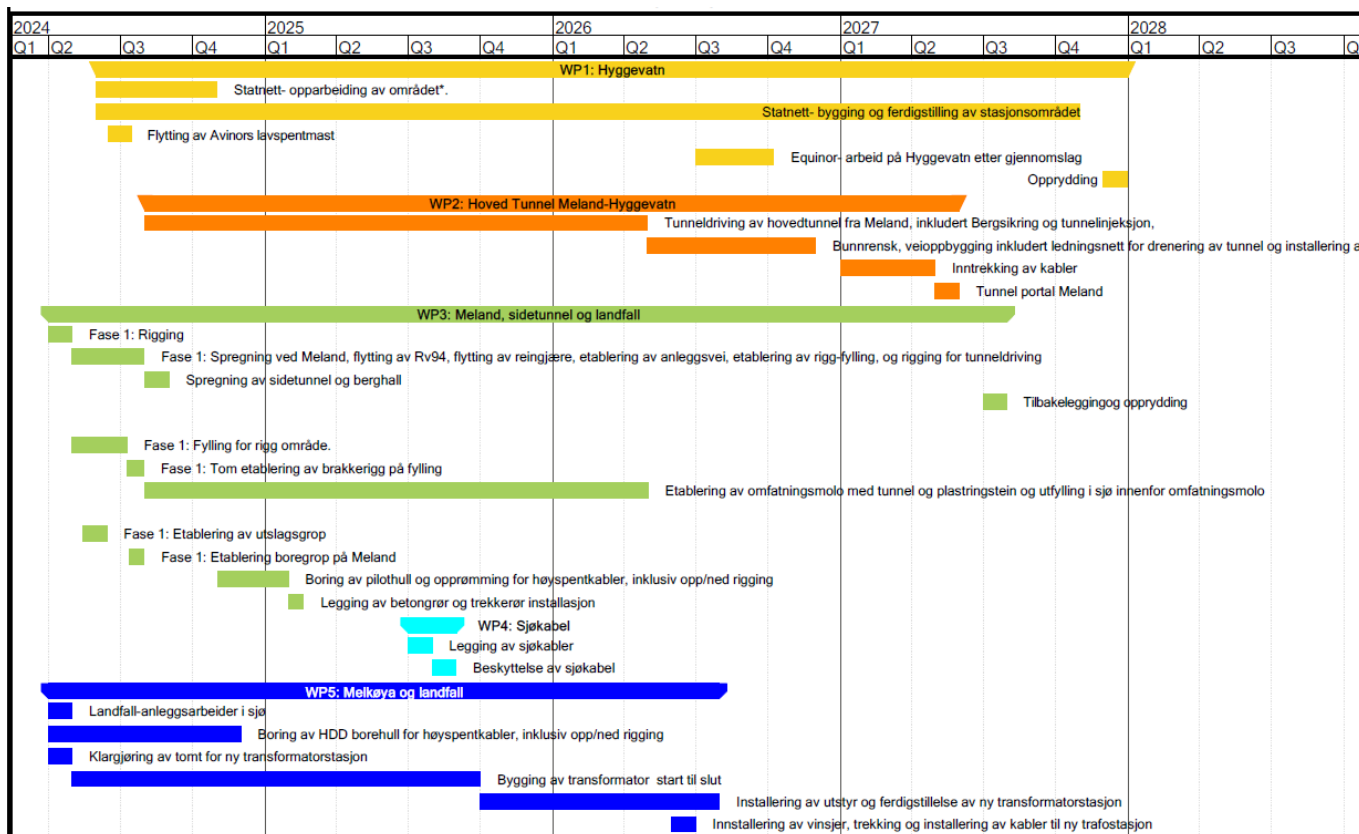 2024 2025 2026 2027 2028
Q1 Q2 Q3 Q4 Q1 Q2 Q3 Q4 Q1 Q2 Q3 Q4 Q1 Q2 Q3 Q4 Q1 Q2 Q3
WP1: Hyggevatn
Statnett- opparbeiding av området*.
Statnett- bygging og ferdigstilling av stasjonsområdet
Flytting av Avinors lavspentmast
Equinor- arbeid på Hyggevatn etter gjennomslag
Opprydding
WP2: Hoved Tunnel Meland-Hyggevatn
Tunneldriving av hovedtunnel fra Meland, inkludert Bergsikring og tunnelinjeksjon,
Bunnrensk, veioppbygging inkludert ledningsnett for drenering av tunnel og installering a
Inntrekking av kabler
Tunnel portal Meland
WP3: Meland, sidetunnel og landfall
Fase 1: Rigging
Fase 1: Spregning ved Meland, flytting av Rv94, flytting av reingjære, etablering av anleggsvei, etablering av rigg-fylling, og rigging for tunneldriving
Spregning av sidetunnel og berghall
Tilbakeleggingog opprydding
Fase 1: Fylling for rigg område.
Fase 1: Tom etablering av brakkerigg på fylling
Etablering av omfatningsmolo med tunnel og plastringstein og utfylling i sjø innenfor omfatningsmolo
Fase 1: Etablering av utslagsgrop
Fase 1: Etablering boregrop på Meland
Boring av pilothull og opprømming for høyspentkabler, inklusiv opp/ned rigging
Legging av betongrør og trekkerør installasjon
WP4: Sjøkabel
Legging av sjøkabler
Beskyttelse av sjøkabel
WP5: Melkøya og landfall
Landfall-anleggsarbeider i sjø
Boring av HDD borehull for høyspentkabler, inklusiv opp/ned rigging
Klargjøring av tomt for ny transformatorstasjon
Bygging av transformator start til slut
Installering av utstyr og ferdigstillelse av ny transformatorstasjon
Innstallering av vinsjer, trekking og installering av kabler til ny trafostasjon